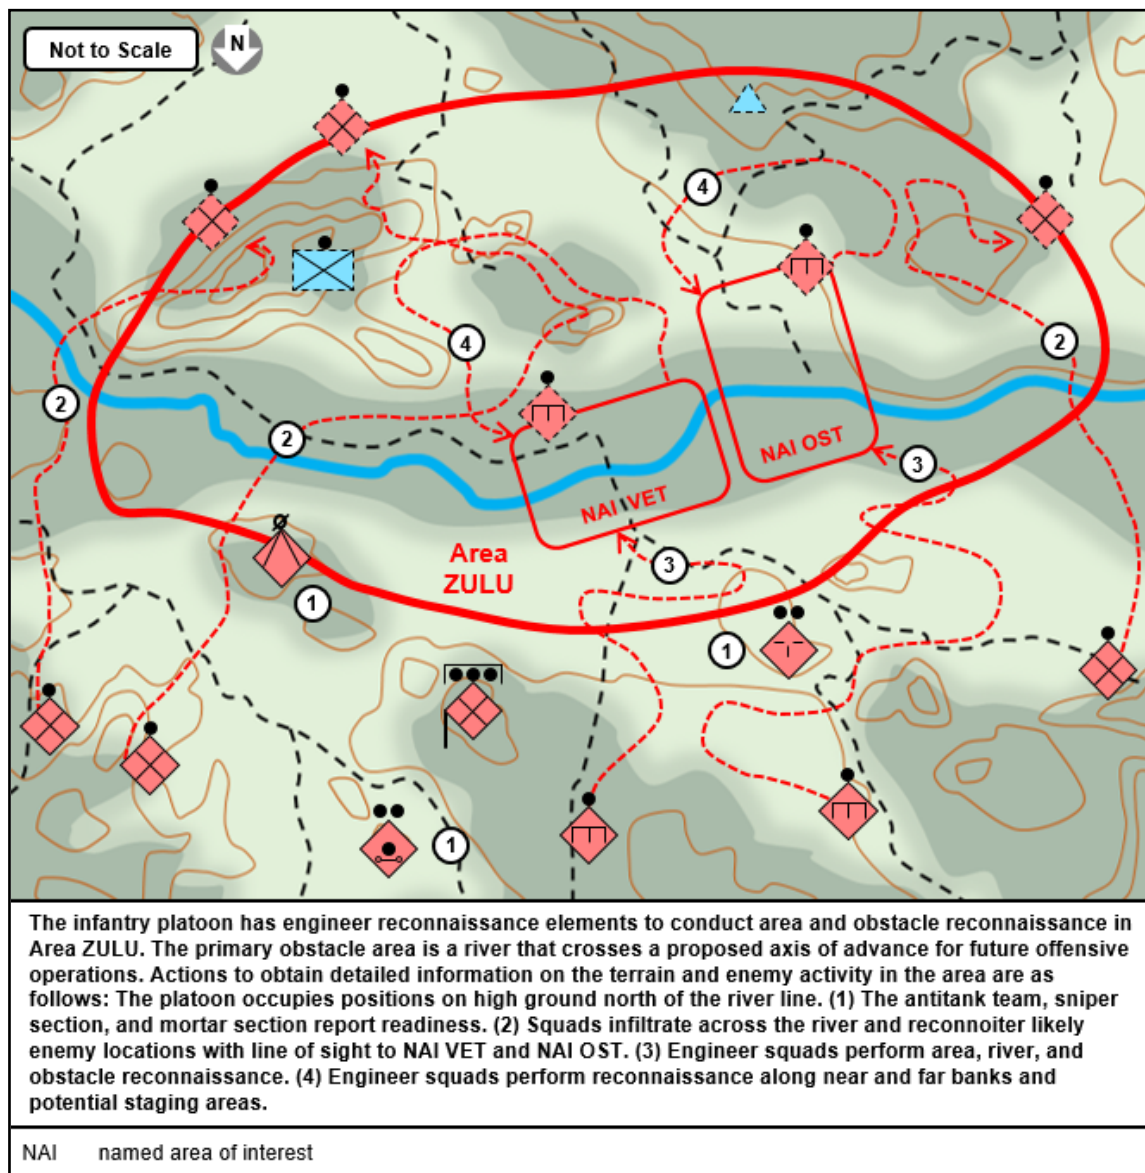 Not to Scale
N
4
2
4
2
2
NAI OST
3
NAI VET
Area
ZULU
3
1
1
1
The infantry platoon has engineer reconnaissance elements to conduct area and obstacle reconnaissance in
Area ZULU. The primary obstacle area is a river that crosses a proposed axis of advance for future offensive
operations. Actions to obtain detailed information on the terrain and enemy activity in the area are as
follows: The platoon occupies positions on high ground north of the river line. (1) The antitank team, sniper
section, and mortar section report readiness. (2) Squads infiltrate across the river and reconnoiter likely
enemy locations with line of sight to NAI VET and NAI OST. (3) Engineer squads perform area, river, and
obstacle reconnaissance. (4) Engineer squads perform reconnaissance along near and far banks and
potential staging areas.
NAI named area of interest